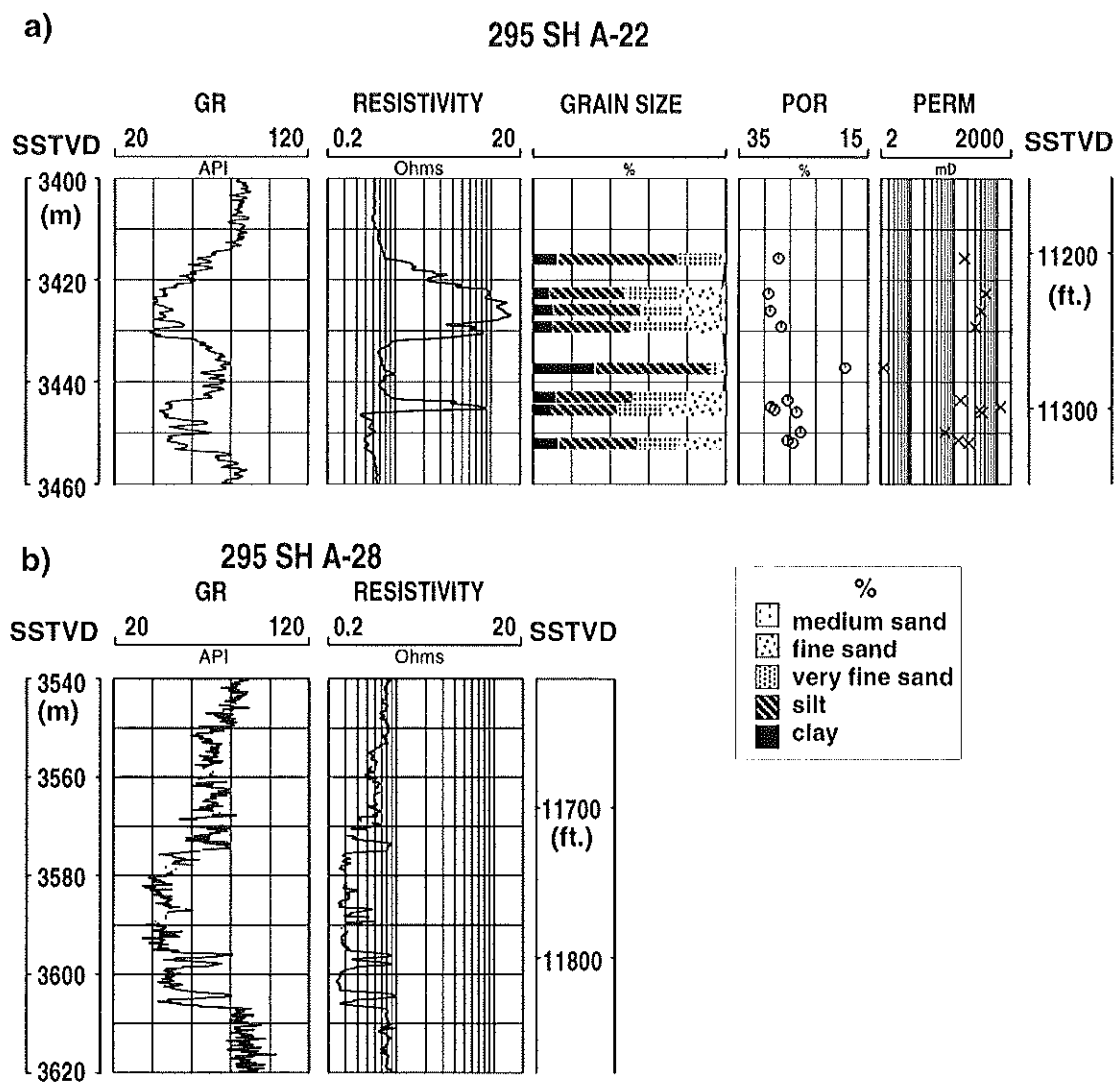 a)
295 SH A-22
GR RESISTIVITY GRAIN SIZE POR PERM
SSTVD 20 120 0.2 20 35 15 2 2000 SSTVD
API Ohms % % mD
3400
(m)
3420
3440
3460
11200
(ft.)
11300
b)
295 SH A-28
GR RESISTIVITY
SSTVD 20 120 0.2 20 SSTVD
API Ohms
3540
(m)
3560
3580
3600
3620
11700
(ft.)
11800
%
medium sand
fine sand
very fine sand
silt
clay